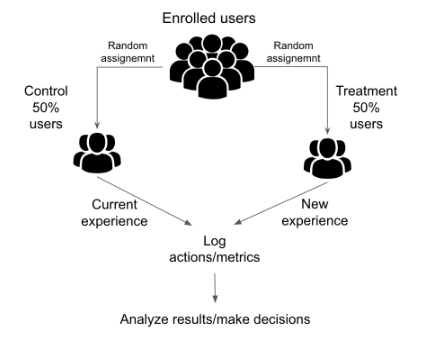 Enrolled users
Random
assignemnt
Random
assignemnt
Control
50%
users
Treatment
50%
users
Current
experience
New
experience
Log
actions/metrics
Analyze results/make decisions